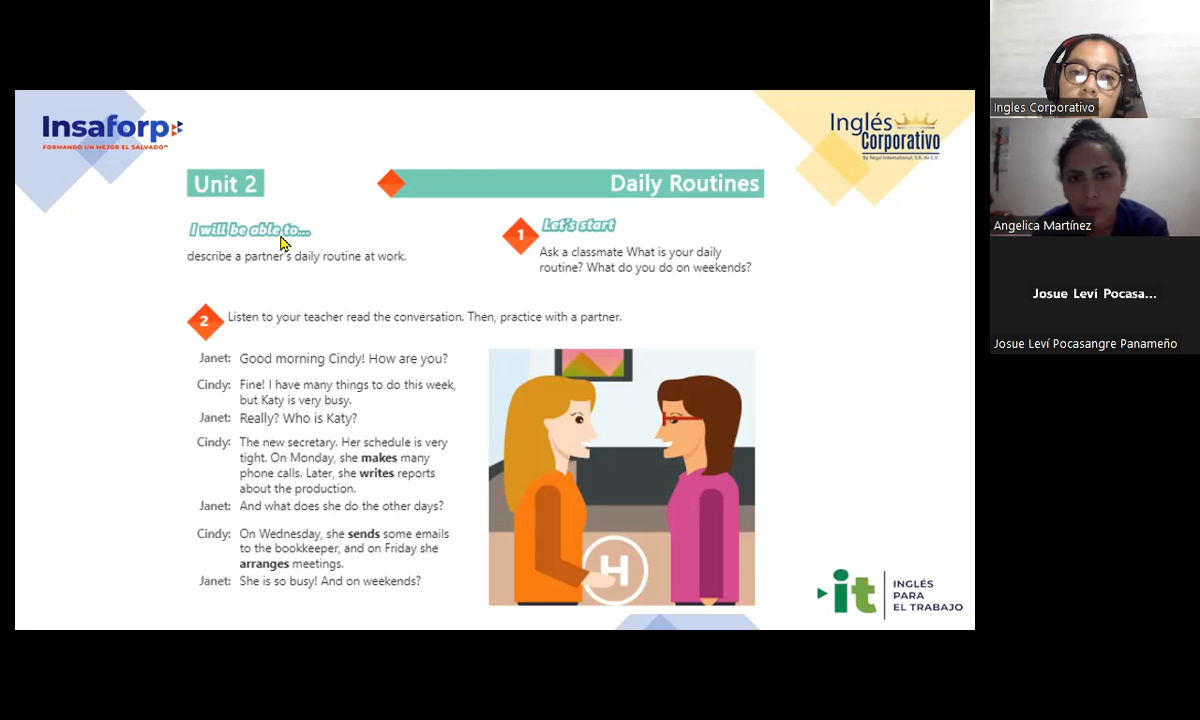 Insaforp
FORMANDO UN MEJOR EL SALVADOR
Inglés
Corporativo
By Regal International, S.A. de C.V.
Unit 2
Daily Routines
I will be able to...
describe a partner's daily routine at work.
1
Let's start
Ask a classmate What is your daily
routine? What do you do on weekends?
2
Listen to your teacher read the conversation. Then, practice with a partner.
Janet: Good morning Cindy! How are you?
Cindy: Fine! I have many things to do this week,
but Katy is very busy.
Janet: Really? Who is Katy?
Cindy: The new secretary. Her schedule is very
tight. On Monday, she makes many
phone calls. Later, she writes reports
about the production.
Janet: And what does she do the other days?
Cindy: On Wednesday, she sends some emails
to the bookkeeper, and on Friday she
arranges meetings.
Janet: She is so busy! And on weekends?
H
it
INGLÉS
PARA
EL TRABAJO
Ingles Corporativo
Angelica Martínez
Josue Leví Pocasa...
Josue Leví Pocasangre Panameño